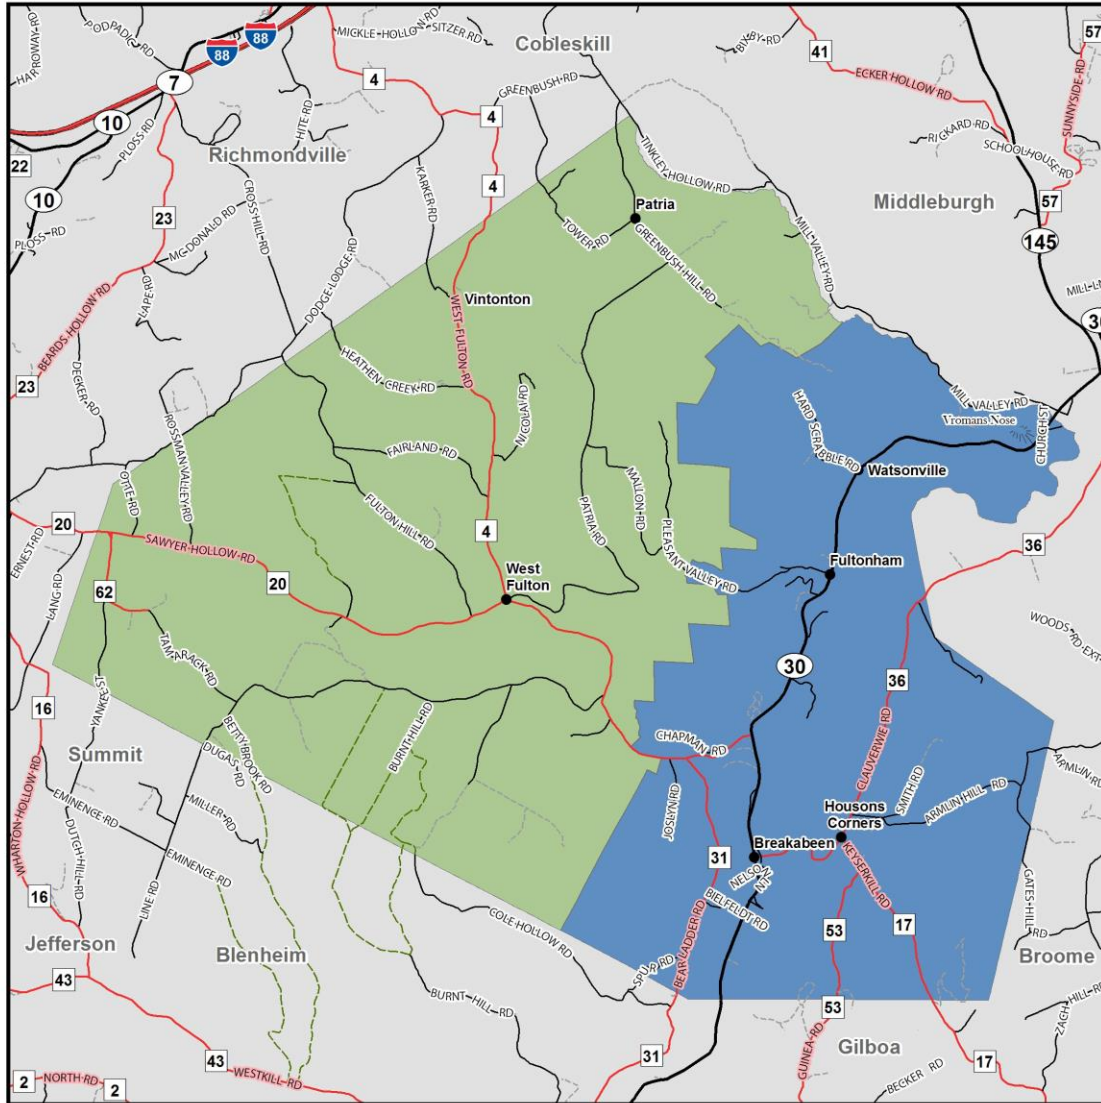 HARROWAY RD
PODPADIC RD
88
88
MICKLE HOLLOW
SITZER RD
Cobleskill
BIXBY RD
41
57
7
4
GREENBUSH RD
ECKER HOLLOW RD
SUNNYSIDE RD
10
PLOSS RD
HITE RD
4
RICKARD RD
SCHOOLHOUSE RD
22
Richmondville
TINKLEY HOLLOW RD
10
CROSS HILL RD
KARKER RD
4
Middleburgh
57
23
MC DONALD RD
Patria
PLOSS RD
TOWER RD
GREENBUSH HILL RD
MILL VALLEY RD
145
LAPE RD
DODGE LODGE RD
Vintonton
MILL L
30
BEARDS HOLLOW RD
WEST FULTON RD
DECKER RD
HEATHEN CREEK RD
23
NICOLAI RD
MILL VALLEY RD
HARD SCRABBLE RD
Vromans Nose
CHURCH ST
ROSSMAN VALLEY RD
FAIRLAND RD
Watsonville
OTTE RD
FULTON HILL RD
MALLON RD
PATRIA RD
PLEASANT VALLEY RD
20
4
36
ERNEST RD
SAWYER HOLLOW RD
West
Fulton
Fultonham
20
62
LANG RD
WOODS RD EXT
TAMARACK RD
30
36
YANKEE ST
16
BETTY BROOK RD
BURNT HILL RD
CLAUVERWIE RD
Summit
DUGAS RD
CHAPMAN RD
ARMLIN RD
WHARTON HOLLOW RD
EMINENCE RD
MILLER RD
JOSLYN RD
SMITH RD
Housons
Corners
ARMLIN HILL RD
DUTCH HILL RD
EMINENCE RD
31
Breakabeen
KEYSERKILL RD
16
LINE RD
NELSON LN
BIELFELDT RD
GATES HILL RD
COLE HOLLOW RD
BEAR LADDER RD
53
17
Jefferson
Blenheim
SPUR RD
Broome
43
BURNT HILL RD
53
ZACH HILL RD
43
31
GUINEA RD
Gilboa
17
2
NORTH RD
2
WESTKILL RD
BECKER RD